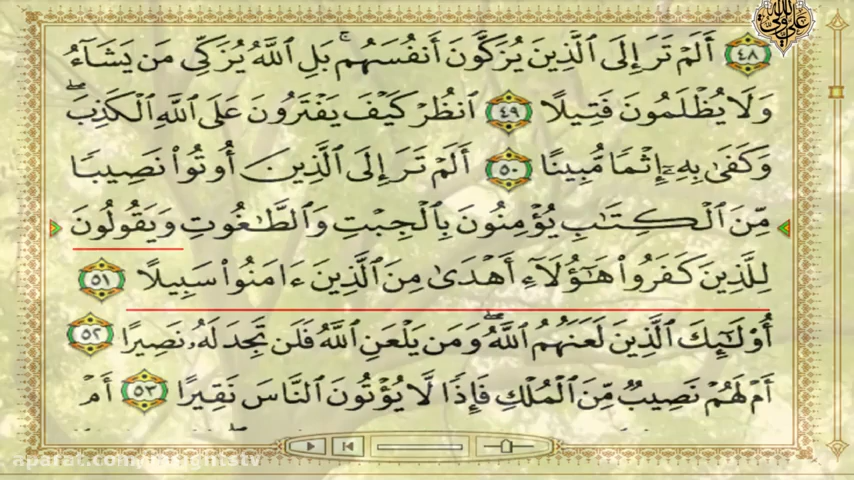 ﴿٤٨﴾ أَلَمْ تَرَ إِلَى ٱلَّذِينَ يُزَكُّونَ أَنفُسَهُم ۚ بَلِ ٱللَّهُ يُزَكِّى مَن يَشَآءُ
وَلَا يُظْلَمُونَ فَتِيلًا ﴿٤٩﴾ ٱنظُرْ كَيْفَ يَفْتَرُونَ عَلَى ٱللَّهِ ٱلْكَذِبَ ۖ
وَكَفَىٰ بِهِۦٓ إِثْمًا مُّبِينًا ﴿٥٠﴾ أَلَمْ تَرَ إِلَى ٱلَّذِينَ أُوتُوا۟ نَصِيبًا
مِّنَ ٱلْكِتَٰبِ يُؤْمِنُونَ بِٱلْجِبْتِ وَٱلطَّٰغُوتِ وَيَقُولُونَ
لِلَّذِينَ كَفَرُوا۟ هَٰٓؤُلَآءِ أَهْدَىٰ مِنَ ٱلَّذِينَ ءَامَنُوا۟ سَبِيلًا ﴿٥١﴾
أُو۟لَٰٓئِكَ ٱلَّذِينَ لَعَنَهُمُ ٱللَّهُ ۖ وَمَن يَلْعَنِ ٱللَّهُ فَلَن تَجِدَ لَهُۥ نَصِيرًا ﴿٥٢﴾
أَمْ لَهُمْ نَصِيبٌ مِّنَ ٱلْمُلْكِ فَإِذًا لَّا يُؤْتُونَ ٱلنَّاسَ نَقِيرًا ﴿٥٣﴾ أَمْ